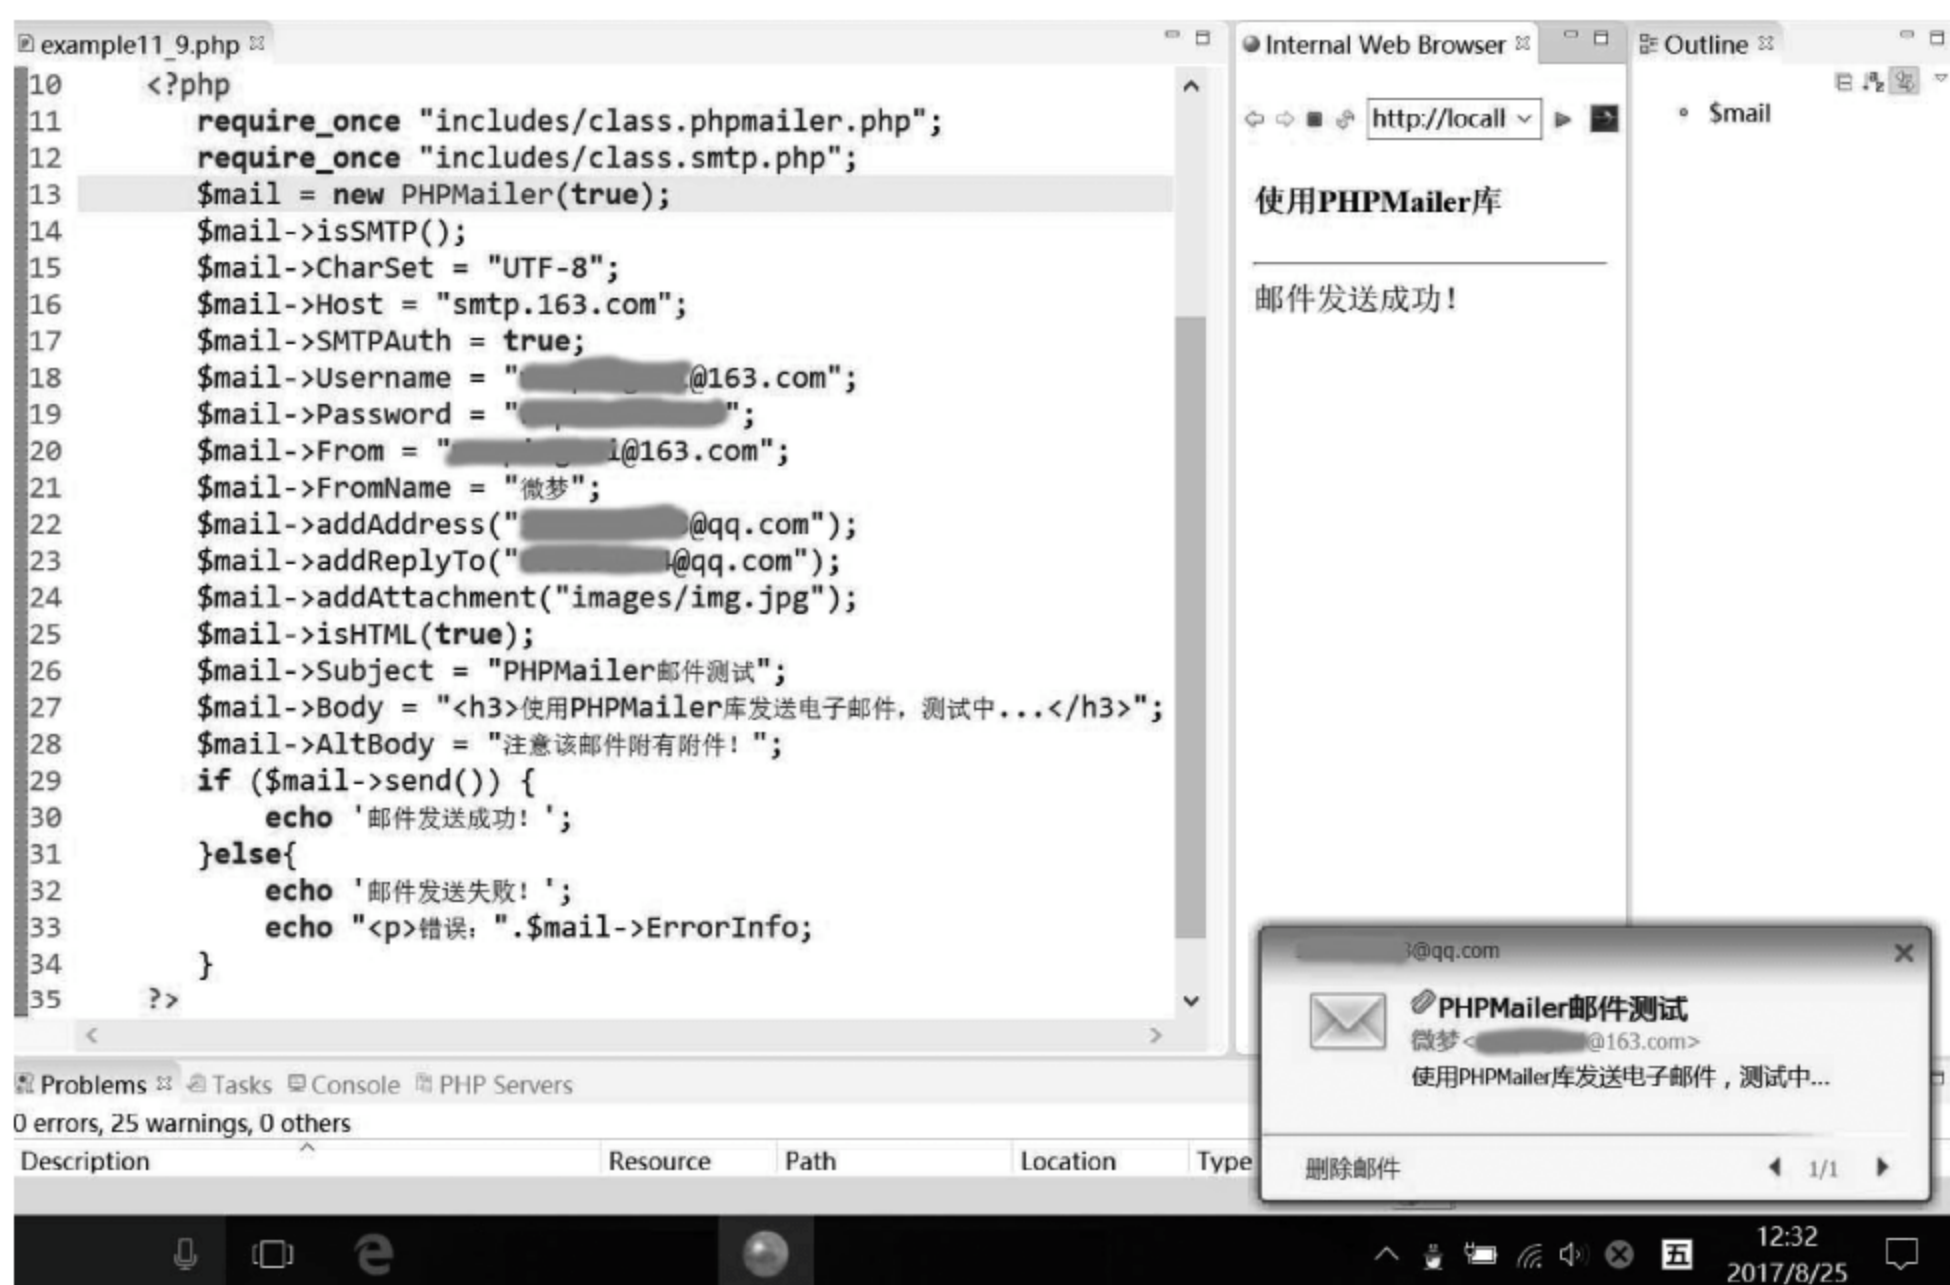 example11_9.php
10 <?php
11 require_once "includes/class.phpmailer.php";
12 require_once "includes/class.smtp.php";
13 $mail = new PHPMailer(true);
14 $mail->isSMTP();
15 $mail->CharSet = "UTF-8";
16 $mail->Host = "smtp.163.com";
17 $mail->SMTPAuth = true;
18 $mail->Username = "@163.com";
19 $mail->Password = "";
20 $mail->From = "i@163.com";
21 $mail->FromName = "微梦";
22 $mail->addAddress("@qq.com");
23 $mail->addReplyTo("@qq.com");
24 $mail->addAttachment("images/img.jpg");
25 $mail->isHTML(true);
26 $mail->Subject = "PHPMailer邮件测试";
27 $mail->Body = "<h3>使用PHPMailer库发送电子邮件，测试中...</h3>";
28 $mail->AltBody = "注意该邮件附有附件！";
29 if ($mail->send()) {
30 echo '邮件发送成功！';
31 }else{
32 echo '邮件发送失败！';
33 echo "<p>错误：".$mail->ErrorInfo;
34 }
35 ?>
Internal Web Browser
http://locall
使用PHPMailer库
邮件发送成功！
Outline
$mail
Problems Tasks Console PHP Servers
0 errors, 25 warnings, 0 others
Description Resource Path Location Type
3@qq.com
PHPMailer邮件测试
微梦<@163.com>
使用PHPMailer库发送电子邮件，测试中...
删除邮件 1/1
五
12:32
2017/8/25